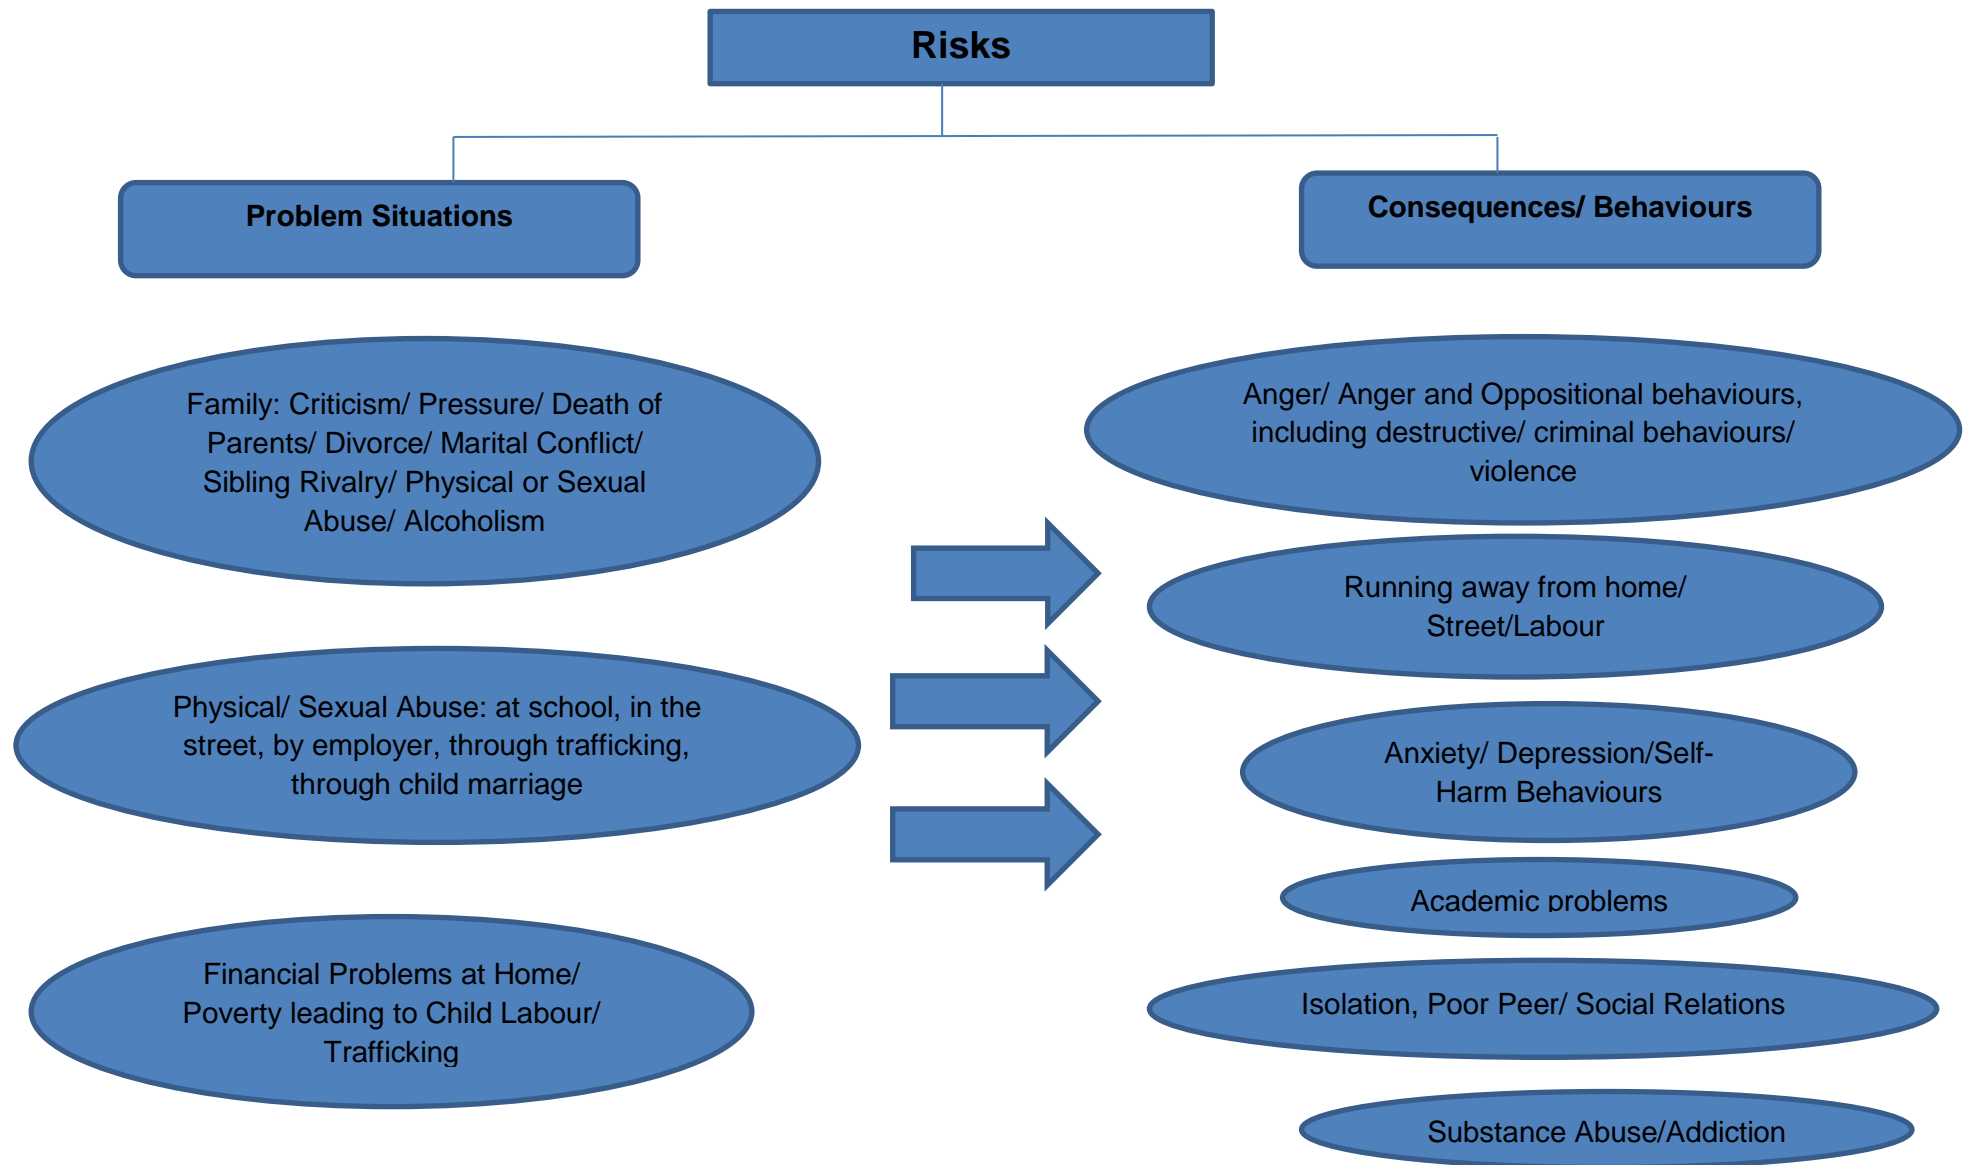 Risks
Problem Situations
Consequences/ Behaviours
Family: Criticism/ Pressure/ Death of
Parents/ Divorce/ Marital Conflict/
Sibling Rivalry/ Physical or Sexual
Abuse/ Alcoholism
Physical/ Sexual Abuse: at school, in the
street, by employer, through trafficking,
through child marriage
Financial Problems at Home/
Poverty leading to Child Labour/
Trafficking
Anger/ Anger and Oppositional behaviours,
including destructive/ criminal behaviours/
violence
Running away from home/
Street/Labour
Anxiety/ Depression/Self-
Harm Behaviours
Academic problems
Isolation, Poor Peer/ Social Relations
Substance Abuse/Addiction